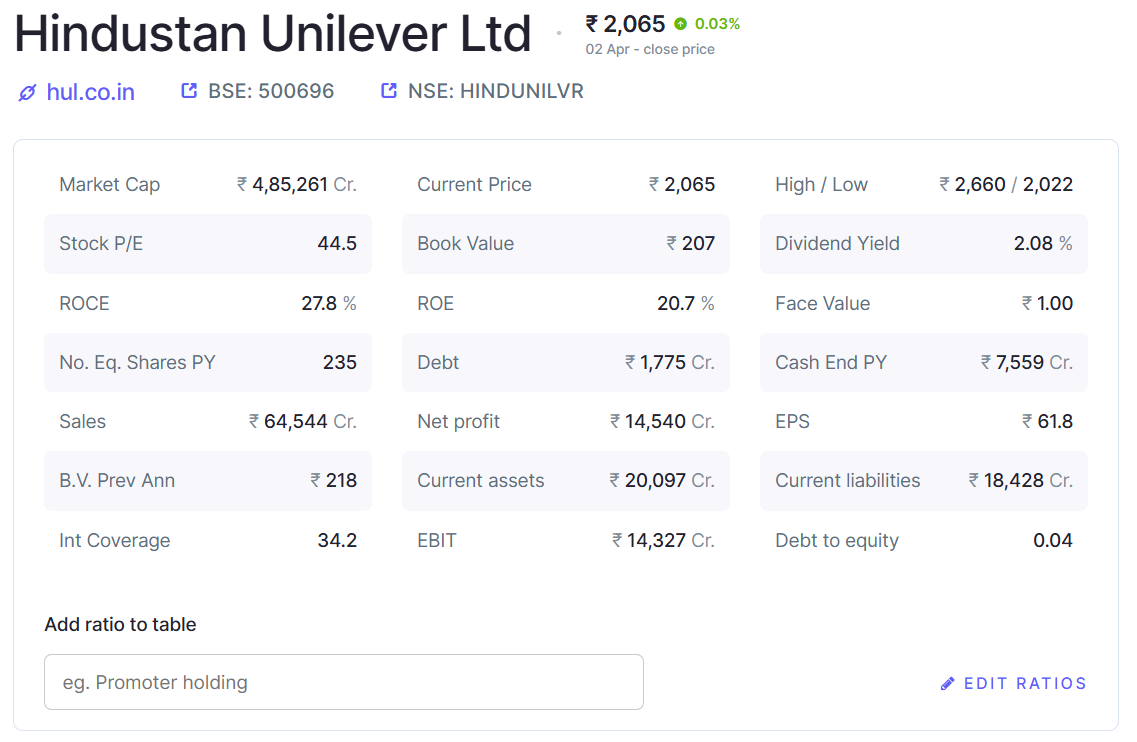 Hindustan Unilever Ltd · ₹ 2,065 0.03%
02 Apr - close price
hul.co.in BSE: 500696 NSE: HINDUNILVR
Market Cap ₹ 4,85,261 Cr. Current Price ₹ 2,065 High / Low ₹ 2,660 / 2,022
Stock P/E 44.5 Book Value ₹ 207 Dividend Yield 2.08 %
ROCE 27.8 % ROE 20.7 % Face Value ₹ 1.00
No. Eq. Shares PY 235 Debt ₹ 1,775 Cr. Cash End PY ₹ 7,559 Cr.
Sales ₹ 64,544 Cr. Net profit ₹ 14,540 Cr. EPS ₹ 61.8
B.V. Prev Ann ₹ 218 Current assets ₹ 20,097 Cr. Current liabilities ₹ 18,428 Cr.
Int Coverage 34.2 EBIT ₹ 14,327 Cr. Debt to equity 0.04
Add ratio to table
eg. Promoter holding EDIT RATIOS